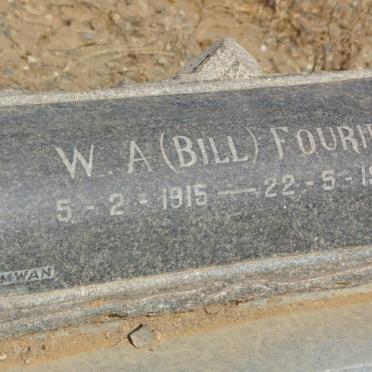 W. A (BILL) FOURI
5 - 2 - 1915 — 22 - 5 - 19
MWAN